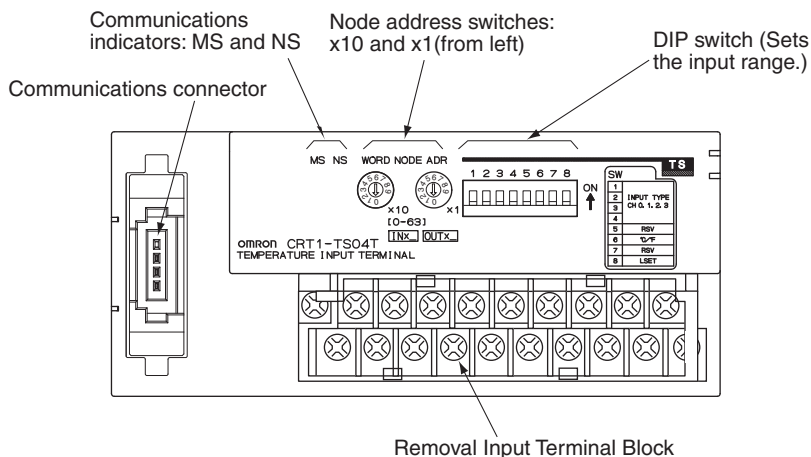 Communications
indicators: MS and NS
Node address switches:
x10 and x1(from left)
DIP switch (Sets
the input range.)
Communications connector
MS NS WORD NODE ADR
TS
1 2 3 4 5 6 7 8
ON
SW
1
2
3
4
INPUT TYPE
CH 0. 1. 2. 3
5 RSV
6 °C/°F
7 RSV
8 LSET
x10
x1
[0-63]
INx_ OUTx_
OMRON CRT1-TS04T
TEMPERATURE INPUT TERMINAL
Removal Input Terminal Block